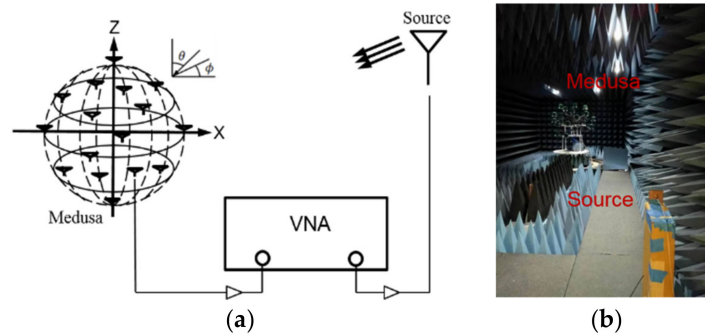 Z
θ
ϕ
X
Medusa
Source
VNA
Medusa
Source
(a)
(b)